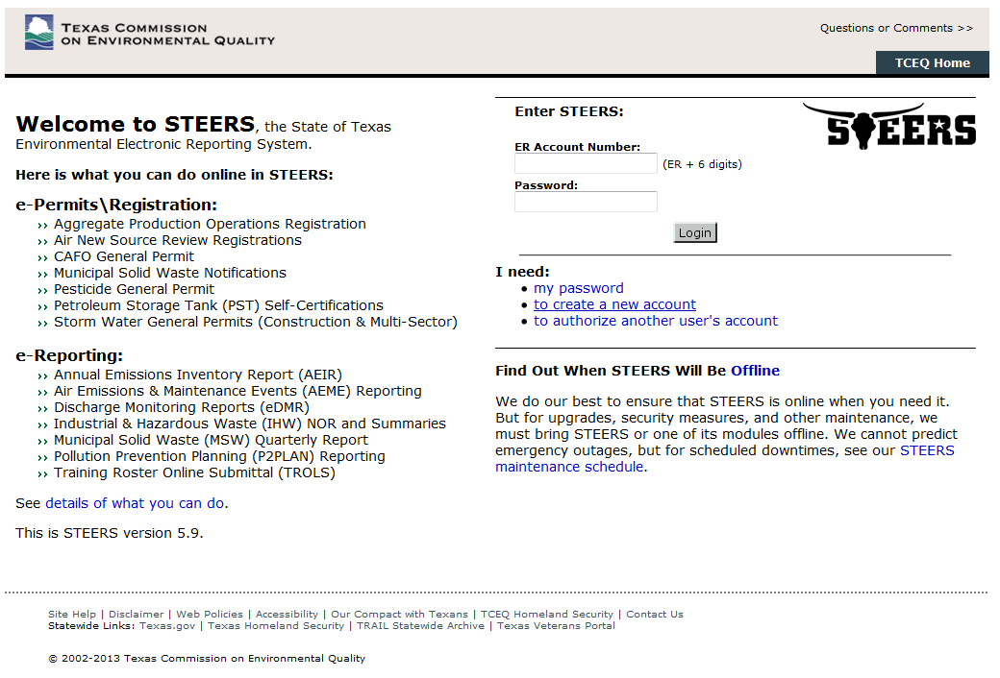 TEXAS COMMISSION
ON ENVIRONMENTAL QUALITY
Questions or Comments >>
TCEQ Home
Welcome to STEERS, the State of Texas
Environmental Electronic Reporting System.
Here is what you can do online in STEERS:
e-Permits\Registration:
›› Aggregate Production Operations Registration
›› Air New Source Review Registrations
›› CAFO General Permit
›› Municipal Solid Waste Notifications
›› Pesticide General Permit
›› Petroleum Storage Tank (PST) Self-Certifications
›› Storm Water General Permits (Construction & Multi-Sector)
e-Reporting:
›› Annual Emissions Inventory Report (AEIR)
›› Air Emissions & Maintenance Events (AEME) Reporting
›› Discharge Monitoring Reports (eDMR)
›› Industrial & Hazardous Waste (IHW) NOR and Summaries
›› Municipal Solid Waste (MSW) Quarterly Report
›› Pollution Prevention Planning (P2PLAN) Reporting
›› Training Roster Online Submittal (TROLS)
See details of what you can do.
This is STEERS version 5.9.
Enter STEERS:
STEERS
ER Account Number:
(ER + 6 digits)
Password:
Login
I need:
• my password
• to create a new account
• to authorize another user's account
Find Out When STEERS Will Be Offline
We do our best to ensure that STEERS is online when you need it.
But for upgrades, security measures, and other maintenance, we
must bring STEERS or one of its modules offline. We cannot predict
emergency outages, but for scheduled downtimes, see our STEERS
maintenance schedule.
Site Help | Disclaimer | Web Policies | Accessibility | Our Compact with Texans | TCEQ Homeland Security | Contact Us
Statewide Links: Texas.gov | Texas Homeland Security | TRAIL Statewide Archive | Texas Veterans Portal
© 2002-2013 Texas Commission on Environmental Quality